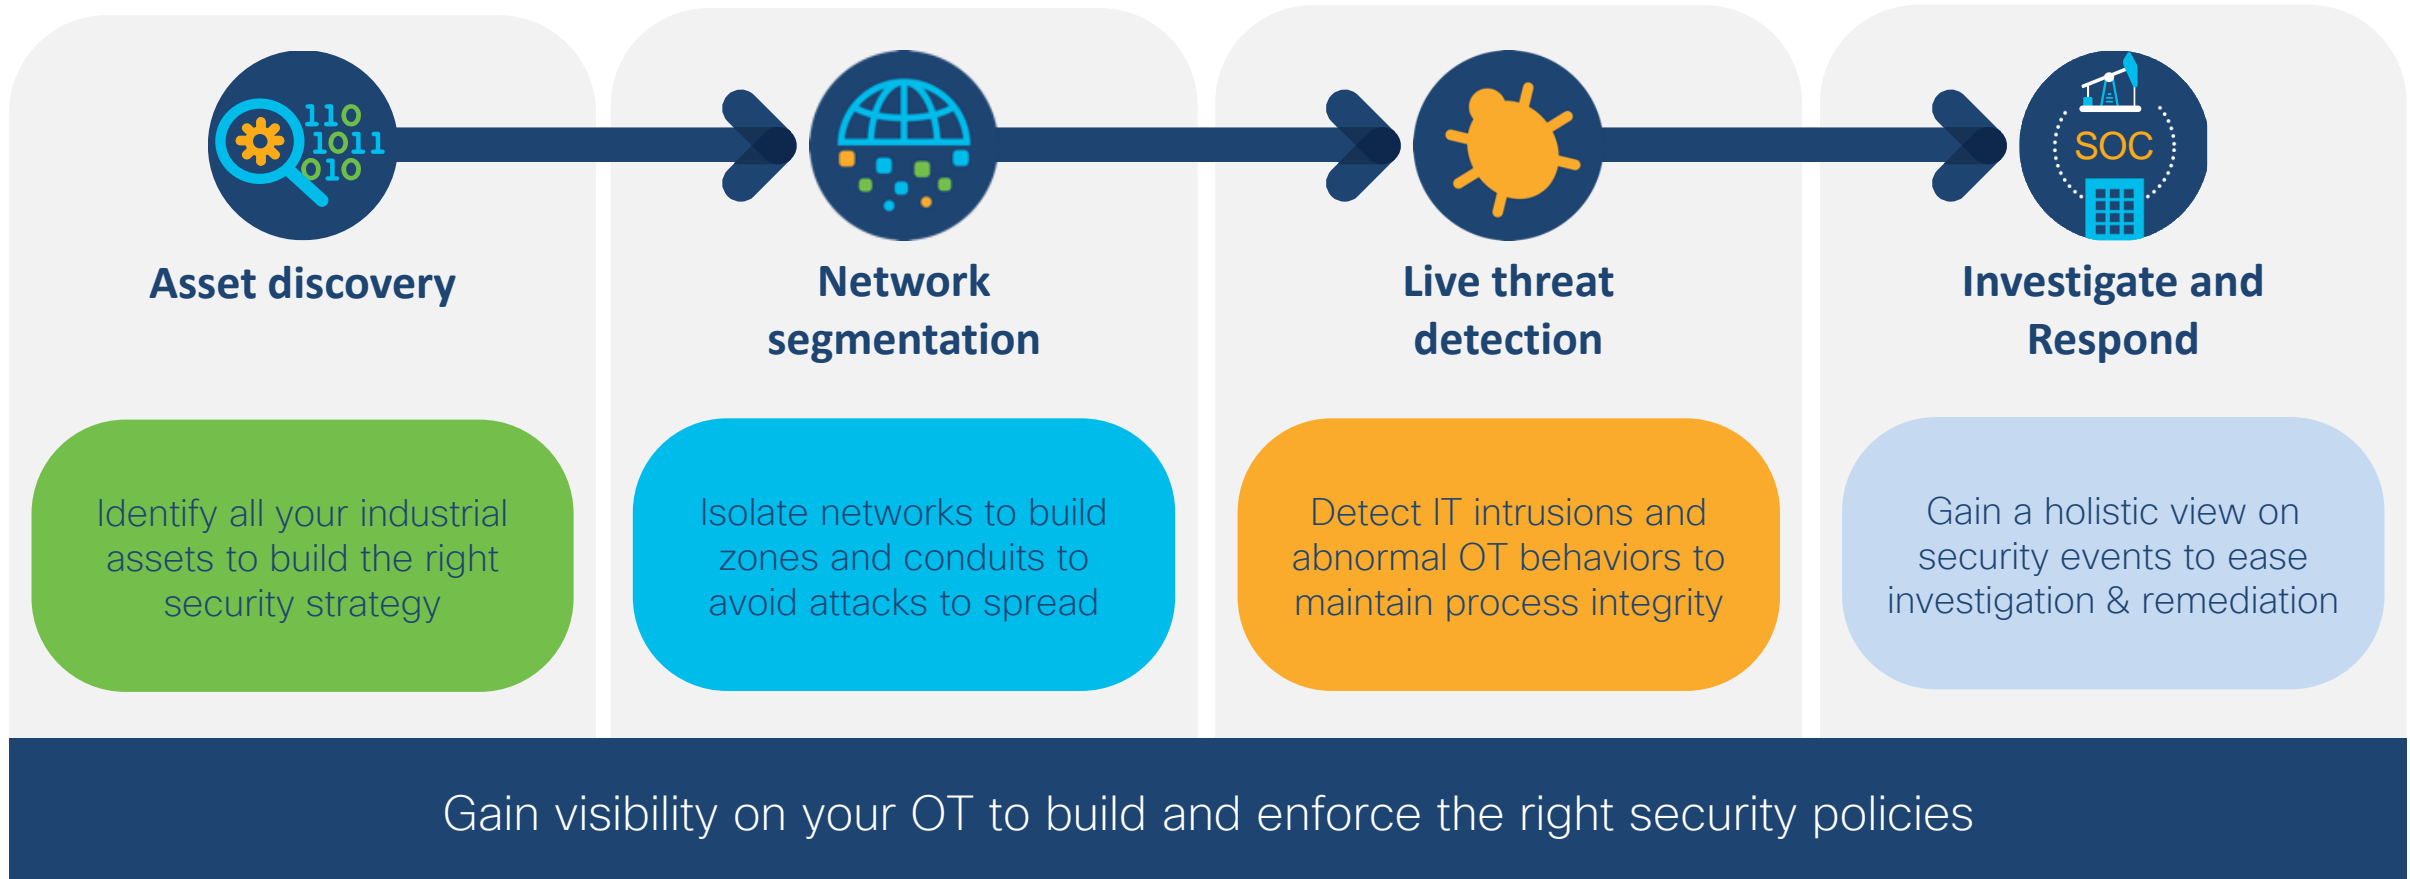 110
1011
010
SOC
Asset discovery
Network
segmentation
Live threat
detection
Investigate and
Respond
Identify all your industrial
assets to build the right
security strategy
Isolate networks to build
zones and conduits to
avoid attacks to spread
Detect IT intrusions and
abnormal OT behaviors to
maintain process integrity
Gain a holistic view on
security events to ease
investigation & remediation
Gain visibility on your OT to build and enforce the right security policies